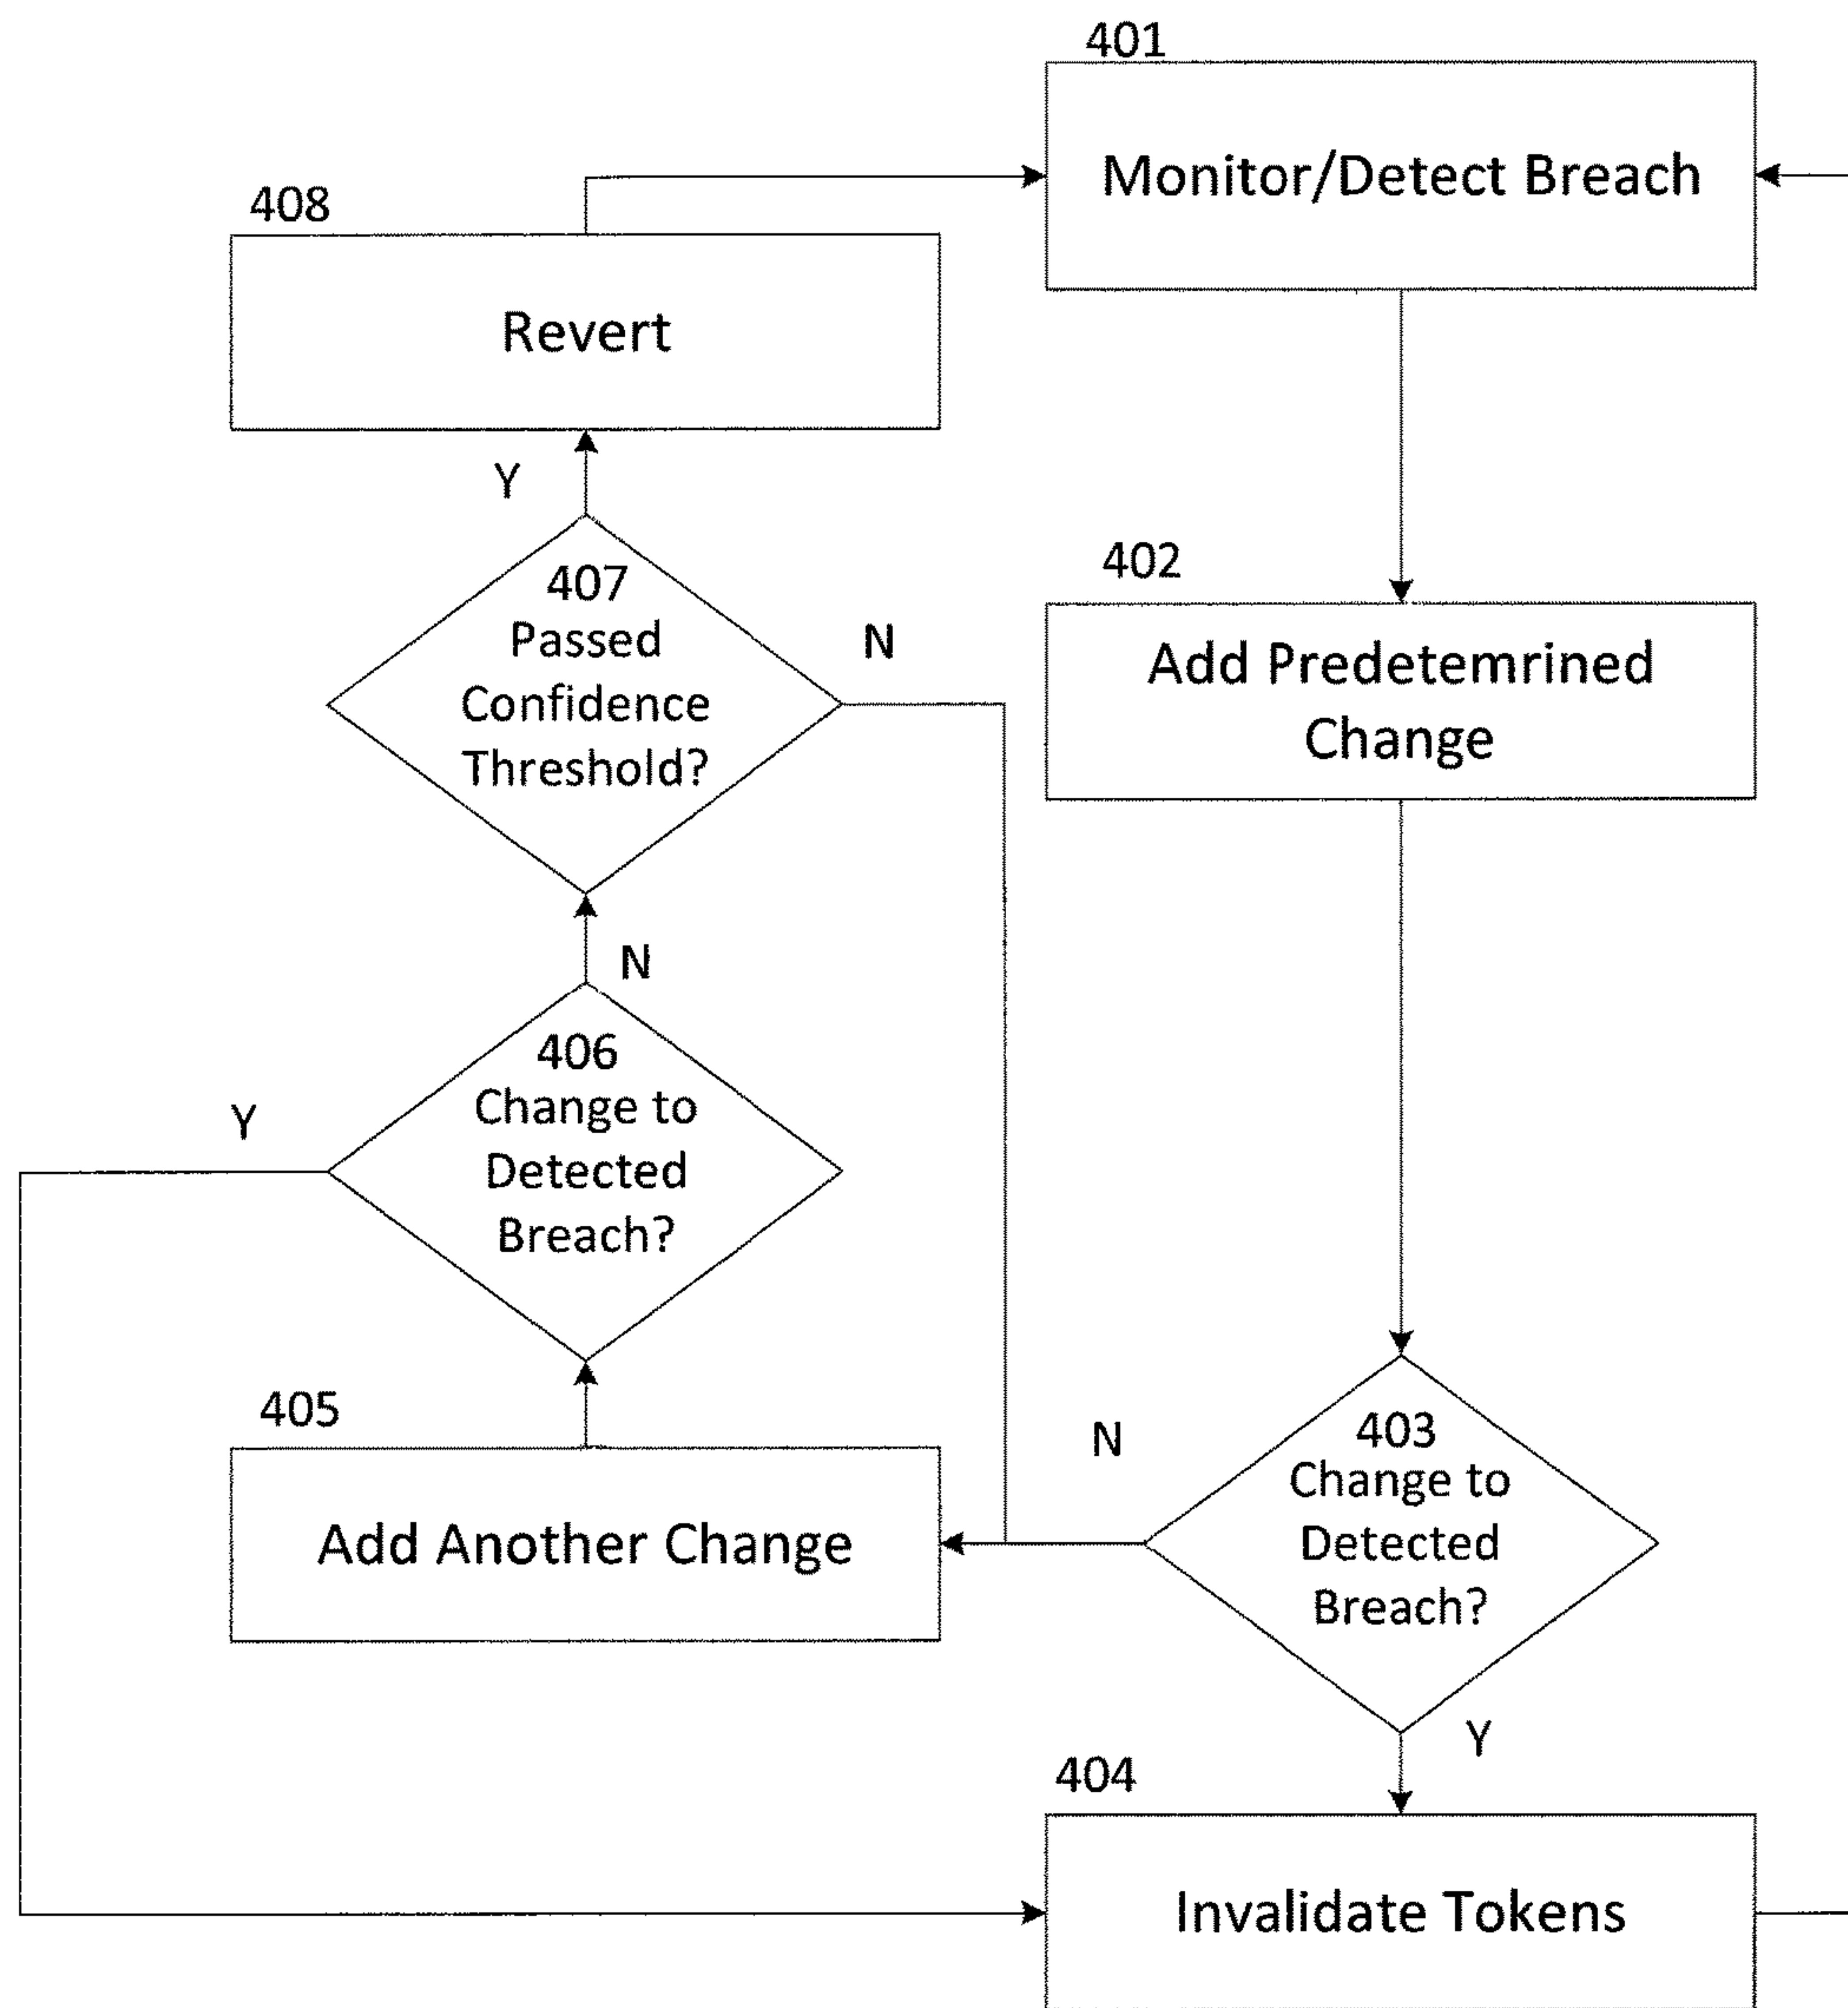 401
Monitor/Detect Breach
408
Revert
Y
407
Passed
Confidence
Threshold?
N
402
Add Predetemrined
Change
N
406
Change to
Detected
Breach?
Y
405
Add Another Change
N
403
Change to
Detected
Breach?
Y
404
Invalidate Tokens